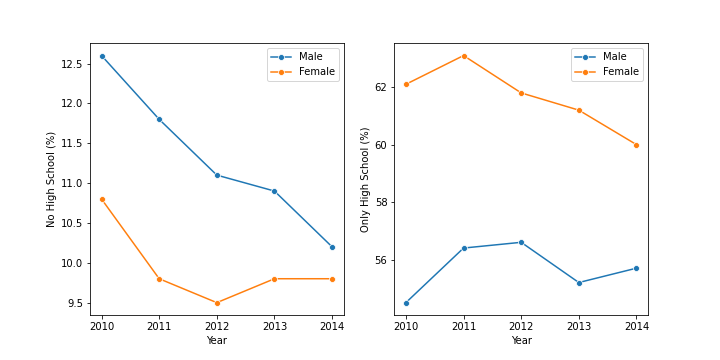 No High School (%)
12.5
12.0
11.5
11.0
10.5
10.0
9.5
2010 2011 2012 2013 2014
Year
Male
Female
Only High School (%)
62
60
58
56
2010 2011 2012 2013 2014
Year
Male
Female